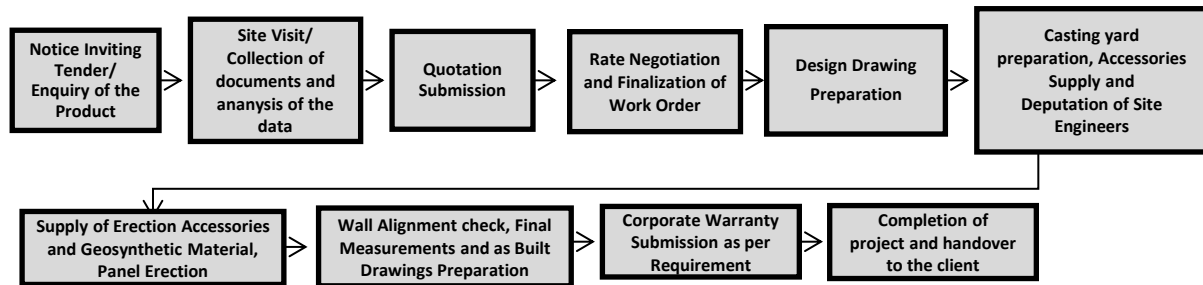 Notice Inviting
Tender/
Enquiry of the
Product
Site Visit/
Collection of
documents and
ananysis of the
data
Quotation
Submission
Rate Negotiation
and Finalization of
Work Order
Design Drawing
Preparation
Casting yard
preparation, Accessories
Supply and
Deputation of Site
Engineers
Supply of Erection Accessories
and Geosynthetic Material,
Panel Erection
Wall Alignment check, Final
Measurements and as Built
Drawings Preparation
Corporate Warranty
Submission as per
Requirement
Completion of
project and handover
to the client